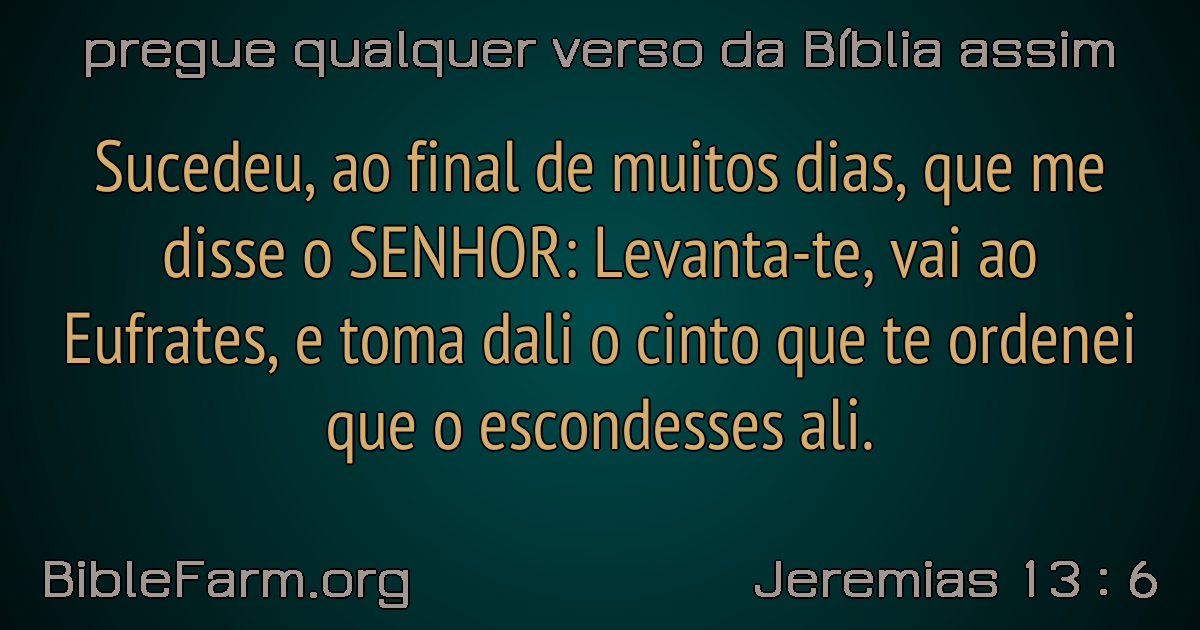 pregue qualquer verso da Bíblia assim
Sucedeu, ao final de muitos dias, que me
disse o SENHOR: Levanta-te, vai ao
Eufrates, e toma dali o cinto que te ordenei
que o escondesses ali.
BibleFarm.org
Jeremias 13 : 6